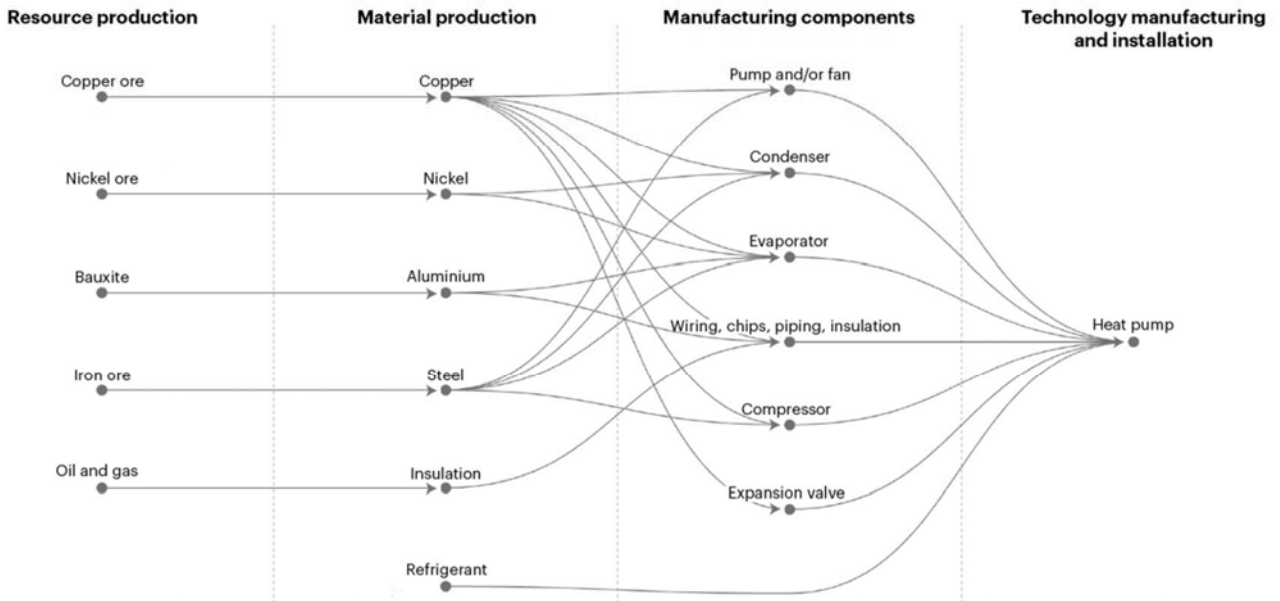 Resource production
Material production
Manufacturing components
Technology manufacturing
and installation
Copper ore
Copper
Pump and/or fan
Condenser
Nickel ore
Nickel
Evaporator
Bauxite
Aluminium
Wiring, chips, piping, insulation
Heat pump
Iron ore
Steel
Compressor
Oil and gas
Insulation
Expansion valve
Refrigerant